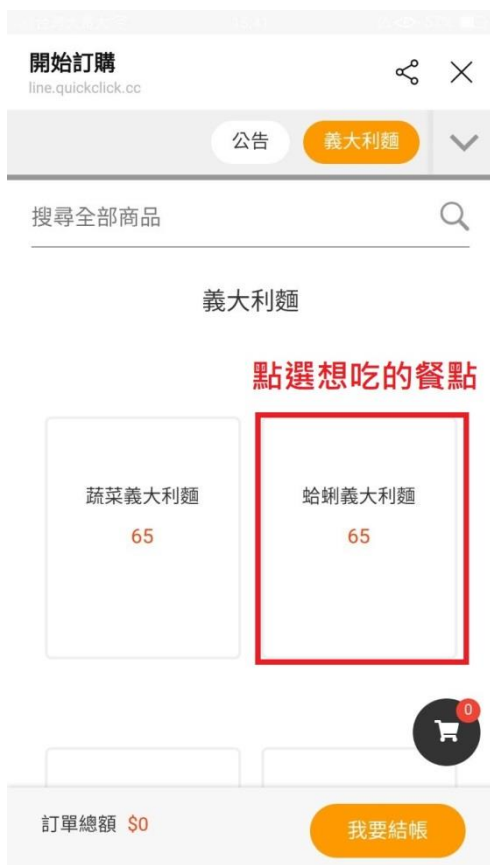 開始訂購
line.quickclick.cc
公告
義大利麵
搜尋全部商品
義大利麵
點選想吃的餐點
蔬菜義大利麵
蛤蜊義大利麵
65
65
0
訂單總額 $0
我要結帳